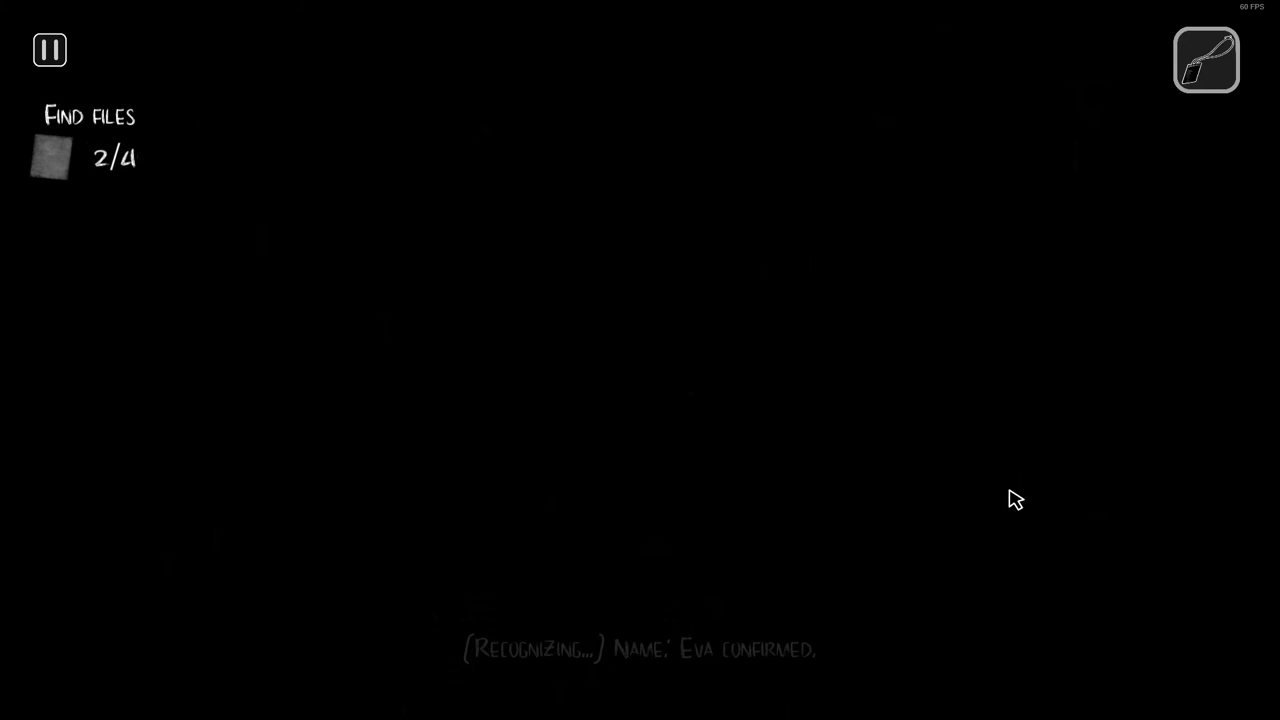 60 FPS
FIND FILES
2/4
(RECOGNIZING...) NAME: EVA CONFIRMED.